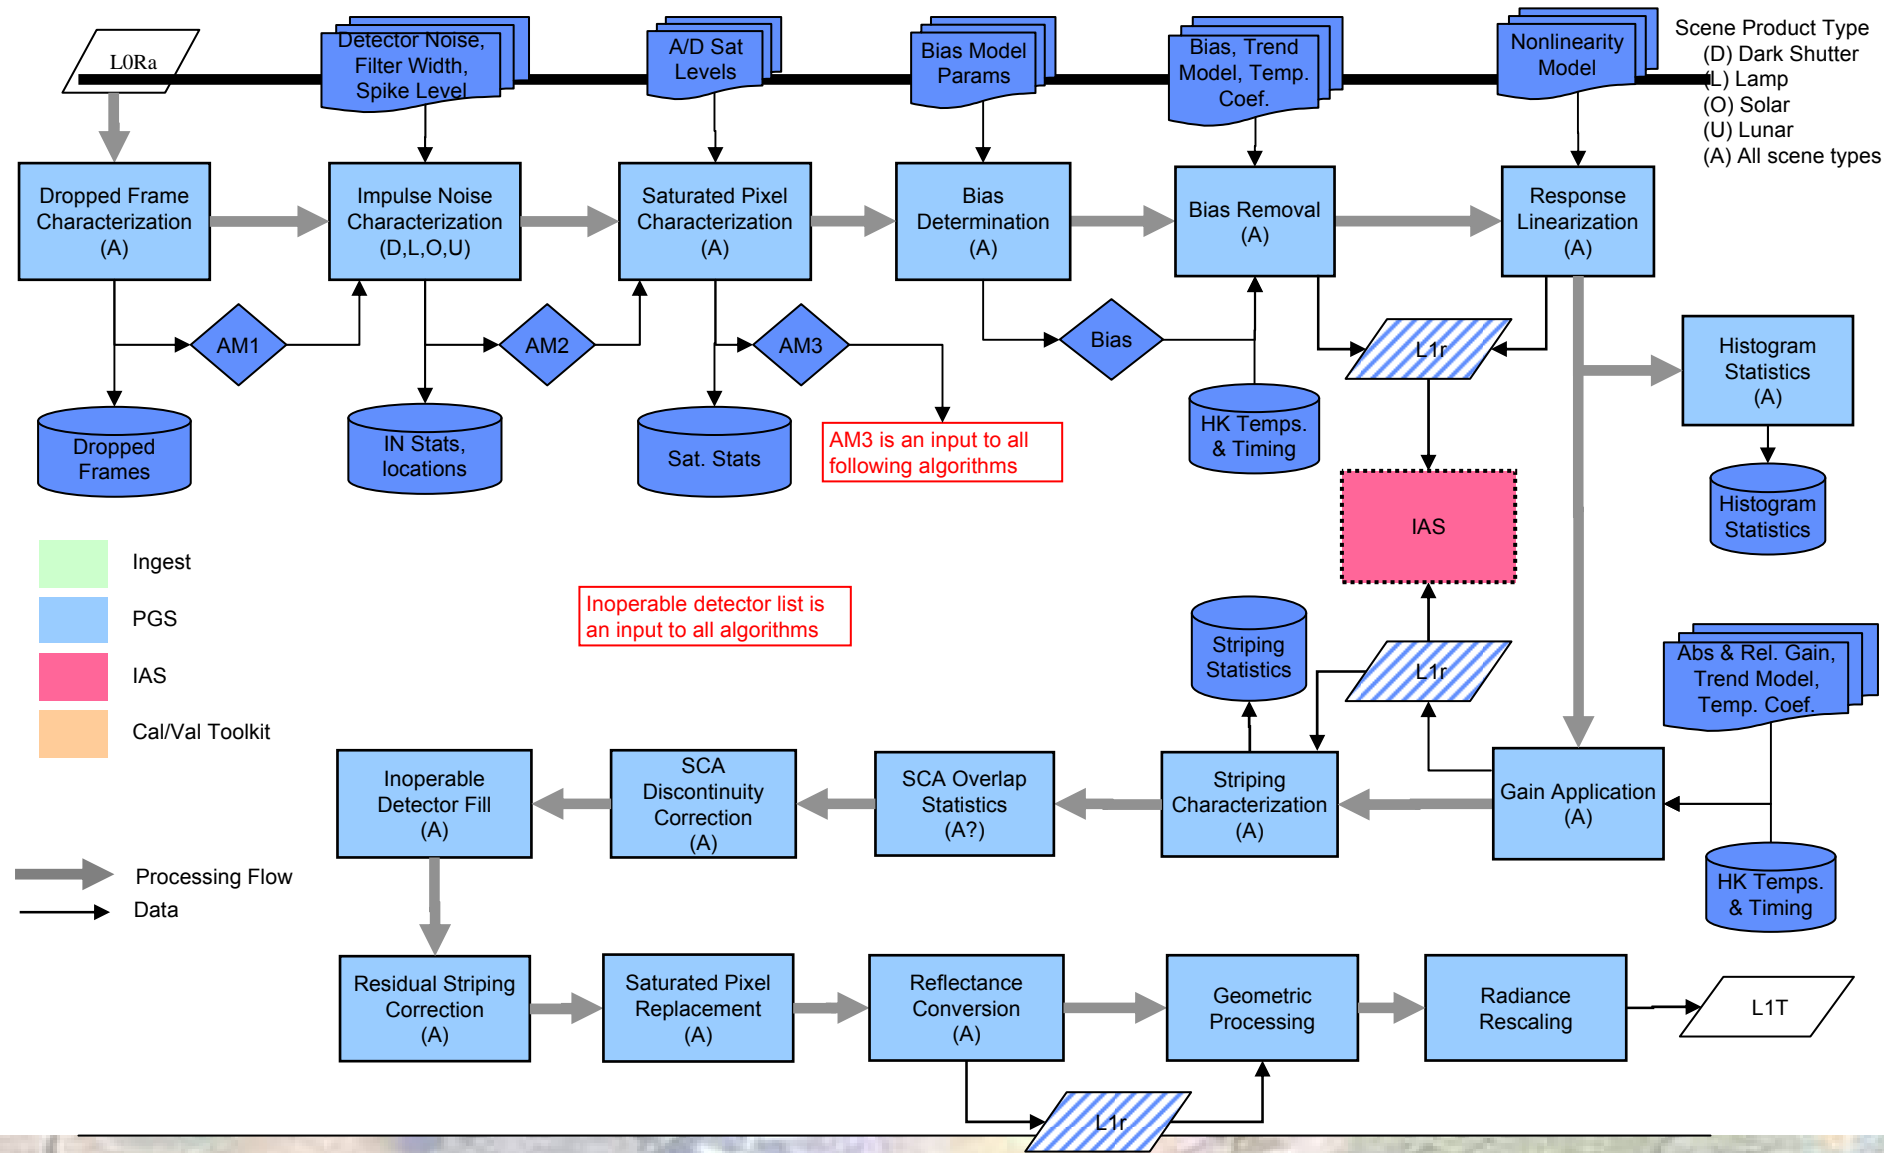 L0Ra
Detector Noise,
Filter Width,
Spike Level
A/D Sat
Levels
Bias Model
Params
Bias, Trend
Model, Temp.
Coef.
Nonlinearity
Model
Scene Product Type
(D) Dark Shutter
(L) Lamp
(O) Solar
(U) Lunar
(A) All scene types
Dropped Frame
Characterization
(A)
Impulse Noise
Characterization
(D,L,O,U)
Saturated Pixel
Characterization
(A)
Bias
Determination
(A)
Bias Removal
(A)
Response
Linearization
(A)
AM1
AM2
AM3
Bias
L1r
Histogram
Statistics
(A)
Dropped
Frames
IN Stats,
locations
Sat. Stats
AM3 is an input to all
following algorithms
HK Temps.
& Timing
IAS
Histogram
Statistics
Ingest
PGS
IAS
Cal/Val Toolkit
Inoperable detector list is
an input to all algorithms
Striping
Statistics
L1r
Abs & Rel. Gain,
Trend Model,
Temp. Coef.
Inoperable
Detector Fill
(A)
SCA
Discontinuity
Correction
(A)
SCA Overlap
Statistics
(A?)
Striping
Characterization
(A)
Gain Application
(A)
HK Temps.
& Timing
Processing Flow
Data
Residual Striping
Correction
(A)
Saturated Pixel
Replacement
(A)
Reflectance
Conversion
(A)
Geometric
Processing
Radiance
Rescaling
L1T
L1r